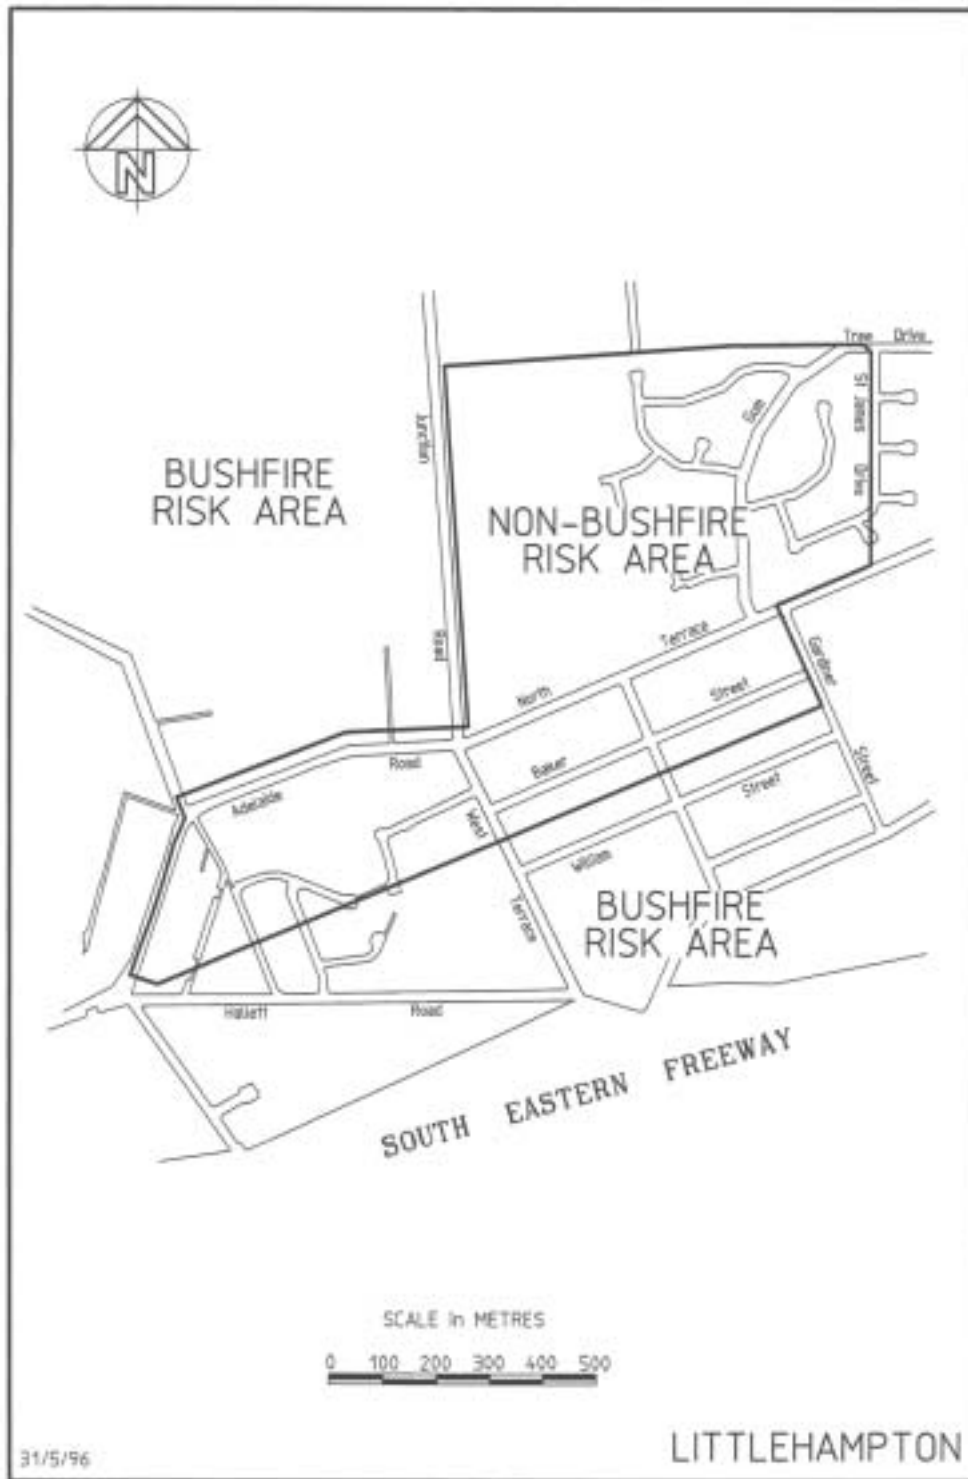 N
Tree Drive
St James Drive
Gum
Junction
Road
BUSHFIRE
RISK AREA
NON-BUSHFIRE
RISK AREA
North Terrace
Gardner
Street
Baker Street
Adelaide Road
West
Terrace
William Street
BUSHFIRE
RISK AREA
Hallett Road
SOUTH EASTERN FREEWAY
SCALE in METRES
0 100 200 300 400 500
31/5/96
LITTLEHAMPTON